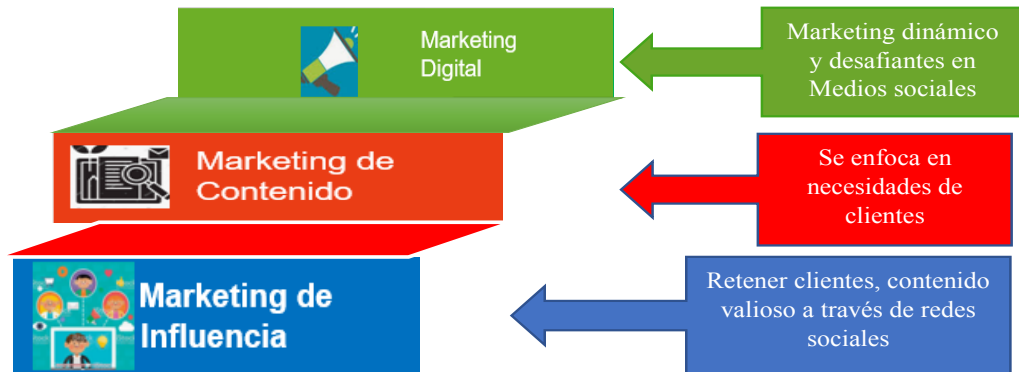 Marketing
Digital
Marketing dinámico
y desafiantes en
Medios sociales
Marketing de
Contenido
Se enfoca en
necesidades de
clientes
Marketing de
Influencia
Retener clientes, contenido
valioso a través de redes
sociales